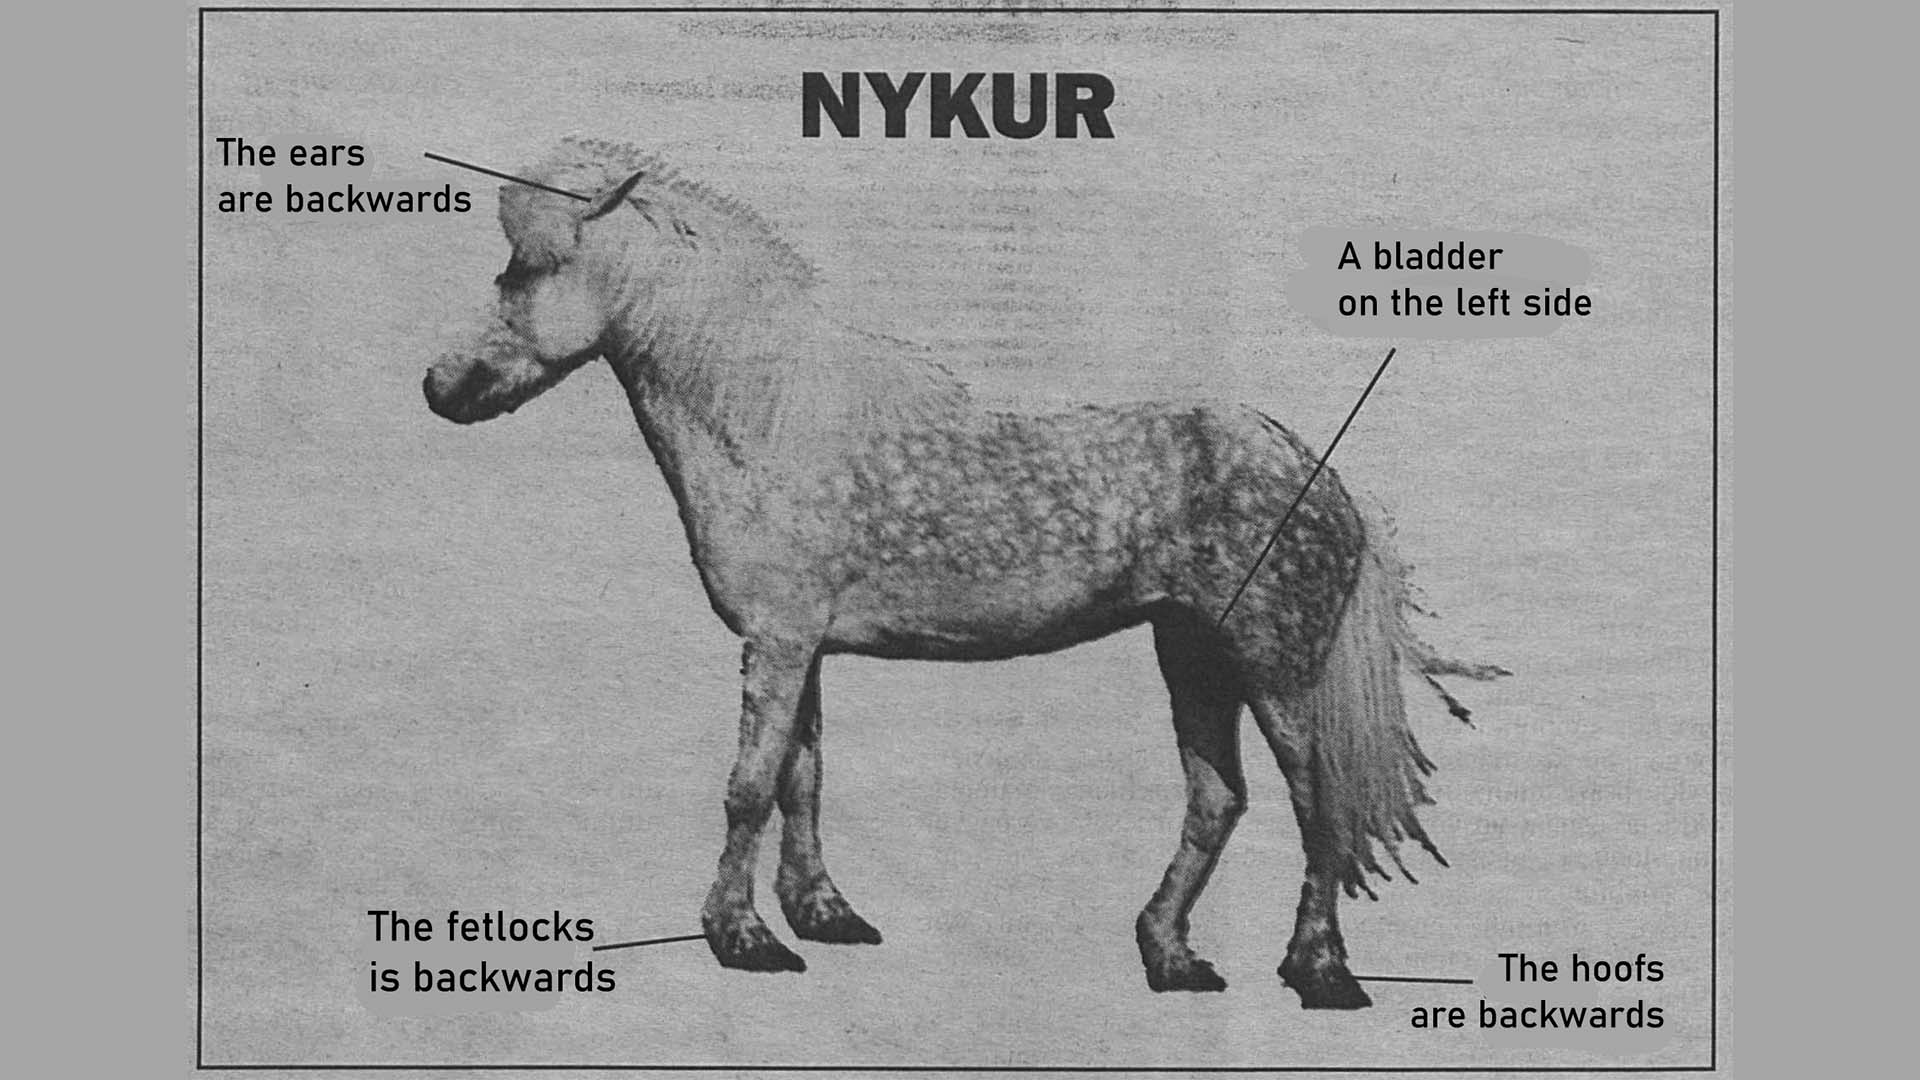 NYKUR
The ears
are backwards
A bladder
on the left side
The fetlocks
is backwards
The hoofs
are backwards